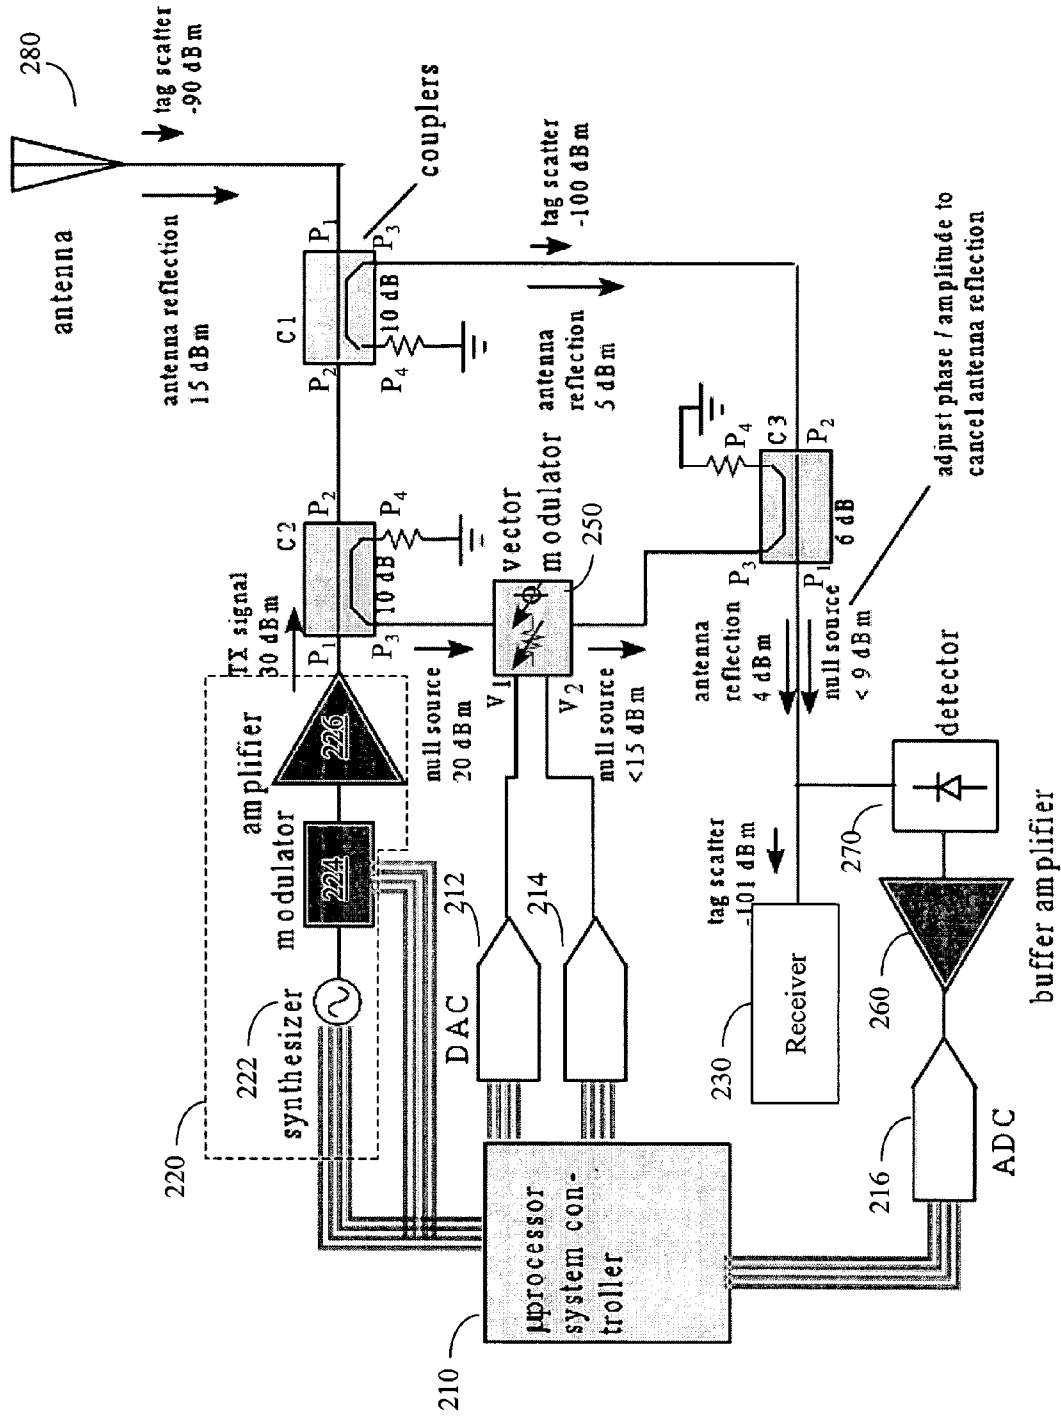 280
antenna
tag scatter
-90 dBm
antenna reflection
15 dBm
couplers
P1
P3
C1
10 dB
P2
P4
tag scatter
-100 dBm
antenna
reflection
5 dBm
adjust phase / amplitude to
cancel antenna reflection
P2
P4
C2
10 dB
P1
P3
TX signal
30 dBm
vector
modulator
250
V1
V2
null source
20 dBm
null source
<15 dBm
P4
C3
P2
6 dB
P3
P1
antenna
reflection
4 dBm
null source
< 9 dBm
amplifier
226
modulator
224
synthesizer
222
220
212
214
DAC
tag scatter
-101 dBm
Receiver
230
270
detector
260
buffer amplifier
216
ADC
µprocessor
system con-
troller
210